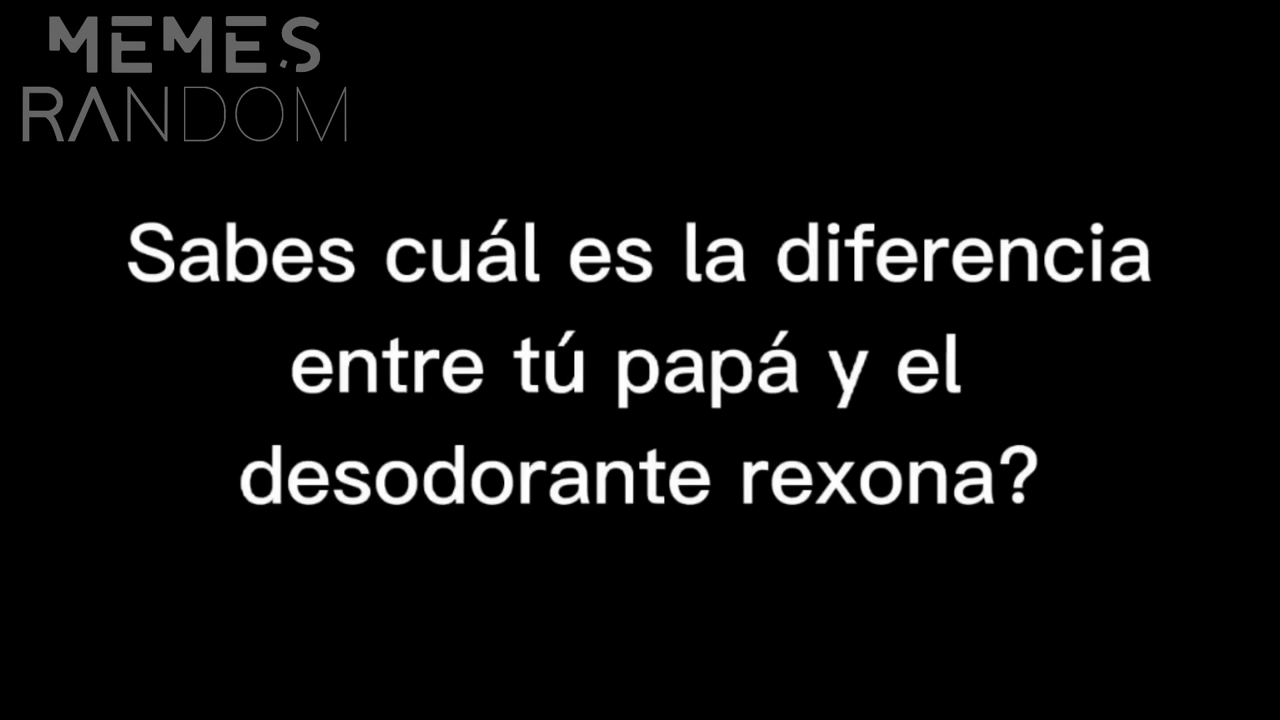 MEMES
RANDOM
Sabes cuál es la diferencia
entre tú papá y el
desodorante rexona?